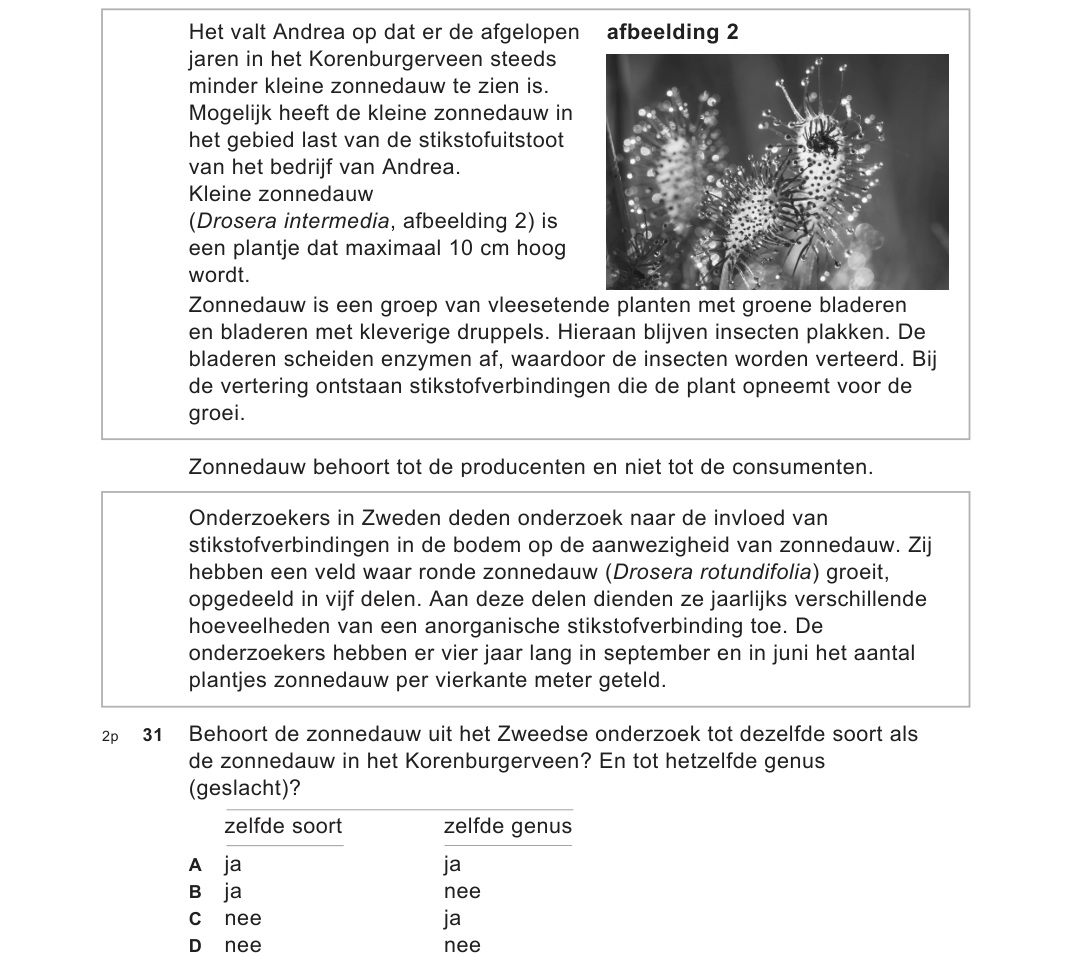 Het valt Andrea op dat er de afgelopen
jaren in het Korenburgerveen steeds
minder kleine zonnedauw te zien is.
Mogelijk heeft de kleine zonnedauw in
het gebied last van de stikstofuitstoot
van het bedrijf van Andrea.
Kleine zonnedauw
(Drosera intermedia, afbeelding 2) is
een plantje dat maximaal 10 cm hoog
wordt.
afbeelding 2
Zonnedauw is een groep van vleesetende planten met groene bladeren
en bladeren met kleverige druppels. Hieraan blijven insecten plakken. De
bladeren scheiden enzymen af, waardoor de insecten worden verteerd. Bij
de vertering ontstaan stikstofverbindingen die de plant opneemt voor de
groei.
Zonnedauw behoort tot de producenten en niet tot de consumenten.
Onderzoekers in Zweden deden onderzoek naar de invloed van
stikstofverbindingen in de bodem op de aanwezigheid van zonnedauw. Zij
hebben een veld waar ronde zonnedauw (Drosera rotundifolia) groeit,
opgedeeld in vijf delen. Aan deze delen dienden ze jaarlijks verschillende
hoeveelheden van een anorganische stikstofverbinding toe. De
onderzoekers hebben er vier jaar lang in september en in juni het aantal
plantjes zonnedauw per vierkante meter geteld.
2p 31 Behoort de zonnedauw uit het Zweedse onderzoek tot dezelfde soort als
de zonnedauw in het Korenburgerveen? En tot hetzelfde genus
(geslacht)?
zelfde soort zelfde genus
A ja ja
B ja nee
C nee ja
D nee nee